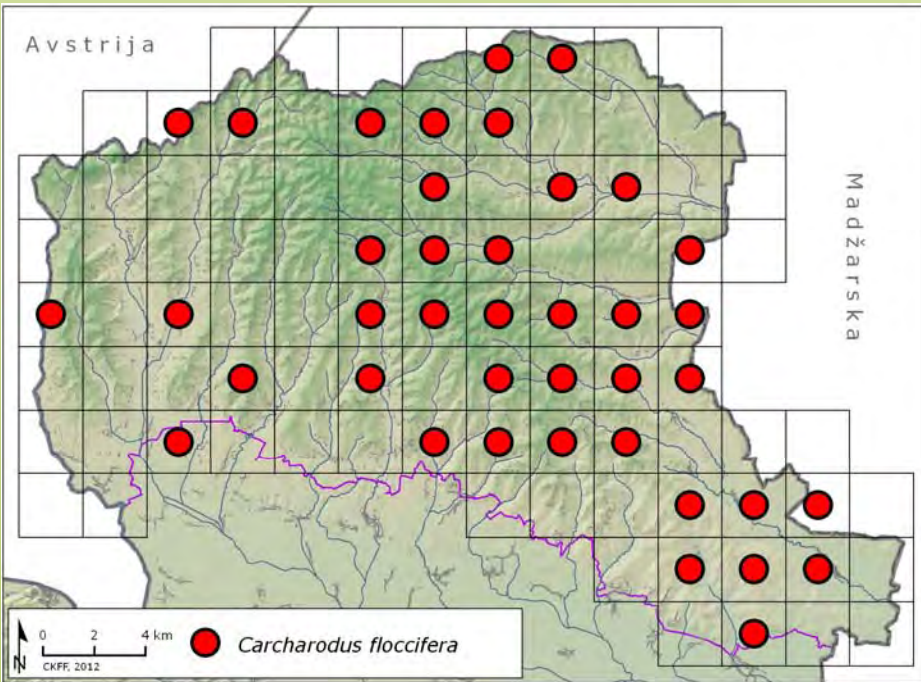 Avstrija
Madžarska
0 2 4 km
N
CKFF, 2012
Carcharodus floccifera